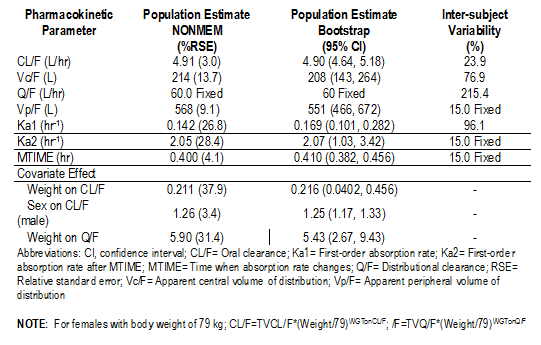 Pharmacokinetic Parameter | Population Estimate NONMEM (%RSE) | Population Estimate Bootstrap (95% CI) | Inter-subject Variability (%)
CL/F (L/hr) 4.91 (3.0) 4.90 (4.64, 5.18) 23.9
Vc/F (L) 214 (13.7) 208 (143, 264) 76.9
Q/F (L/hr) 60.0 Fixed 60 Fixed 215.4
Vp/F (L) 568 (9.1) 551 (466, 672) 15.0 Fixed
Ka1 (hr-1) 0.142 (26.8) 0.169 (0.101, 0.282) 96.1
Ka2 (hr-1) 2.05 (28.4) 2.07 (1.03, 3.42) 15.0 Fixed
MTIME (hr) 0.400 (4.1) 0.410 (0.382, 0.456) 15.0 Fixed
Covariate Effect
Weight on CL/F 0.211 (37.9) 0.216 (0.0402, 0.456) -
Sex on CL/F (male) 1.26 (3.4) 1.25 (1.17, 1.33) -
Weight on Q/F 5.90 (31.4) 5.43 (2.67, 9.43) -
Abbreviations: CI, confidence interval; CL/F= Oral clearance; Ka1= First-order absorption rate; Ka2= First-order
absorption rate after MTIME; MTIME= Time when absorption rate changes; Q/F= Distributional clearance; RSE=
Relative standard error; Vc/F= Apparent central volume of distribution; Vp/F= Apparent peripheral volume of
distribution
NOTE: For females with body weight of 79 kg; CL/F=TVCL/F*(Weight/79)WGTonCL/F; /F=TVQ/F*(Weight/79)WGTonQ/F